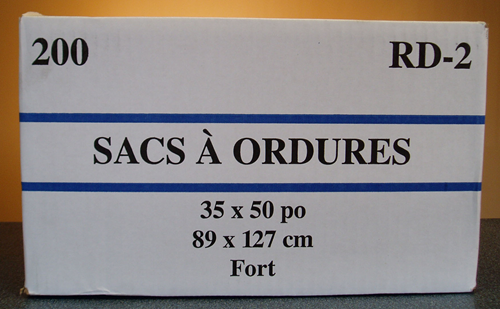 200 RD-2
SACS À ORDURES
35 x 50 po
89 x 127 cm
Fort